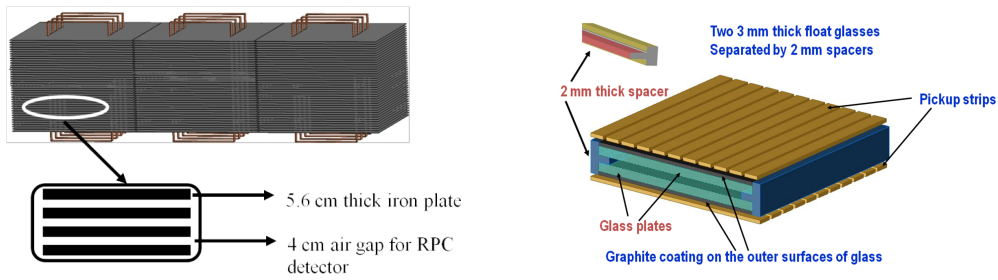 5.6 cm thick iron plate
4 cm air gap for RPC
detector
Two 3 mm thick float glasses
Separated by 2 mm spacers
2 mm thick spacer
Pickup strips
Glass plates
Graphite coating on the outer surfaces of glass